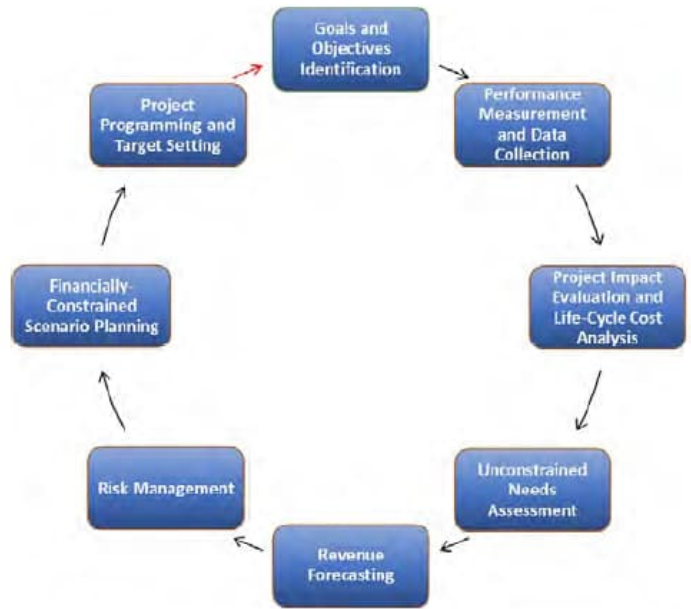 Goals and
Objectives
Identification
Performance
Measurement
and Data
Collection
Project Impact
Evaluation and
Life-Cycle Cost
Analysis
Unconstrained
Needs
Assessment
Revenue
Forecasting
Risk Management
Financially-
Constrained
Scenario Planning
Project
Programming and
Target Setting